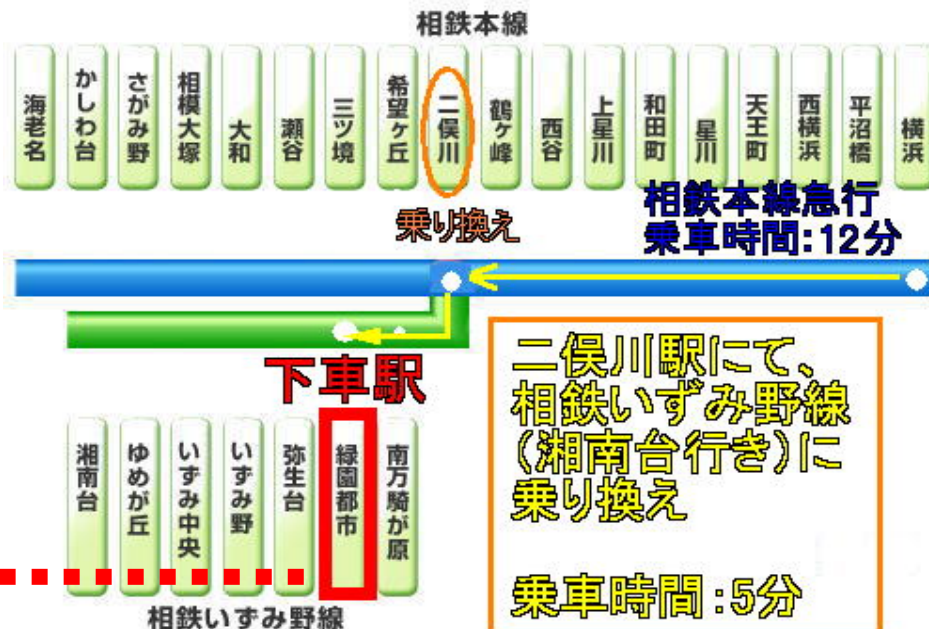 相鉄本線
海老名
かしわ台
さがみ野
相模大塚
大和
瀬谷
三ツ境
希望ヶ丘
二俣川
鶴ヶ峰
西谷
上星川
和田町
星川
天王町
西横浜
平沼橋
横浜
乗り換え
相鉄本線急行
乗車時間:12分
下車駅
二俣川駅にて、
相鉄いずみ野線
(湘南台行き)に
乗り換え
乗車時間:5分
湘南台
ゆめが丘
いずみ中央
いずみ野
弥生台
緑園都市
南万騎が原
相鉄いずみ野線